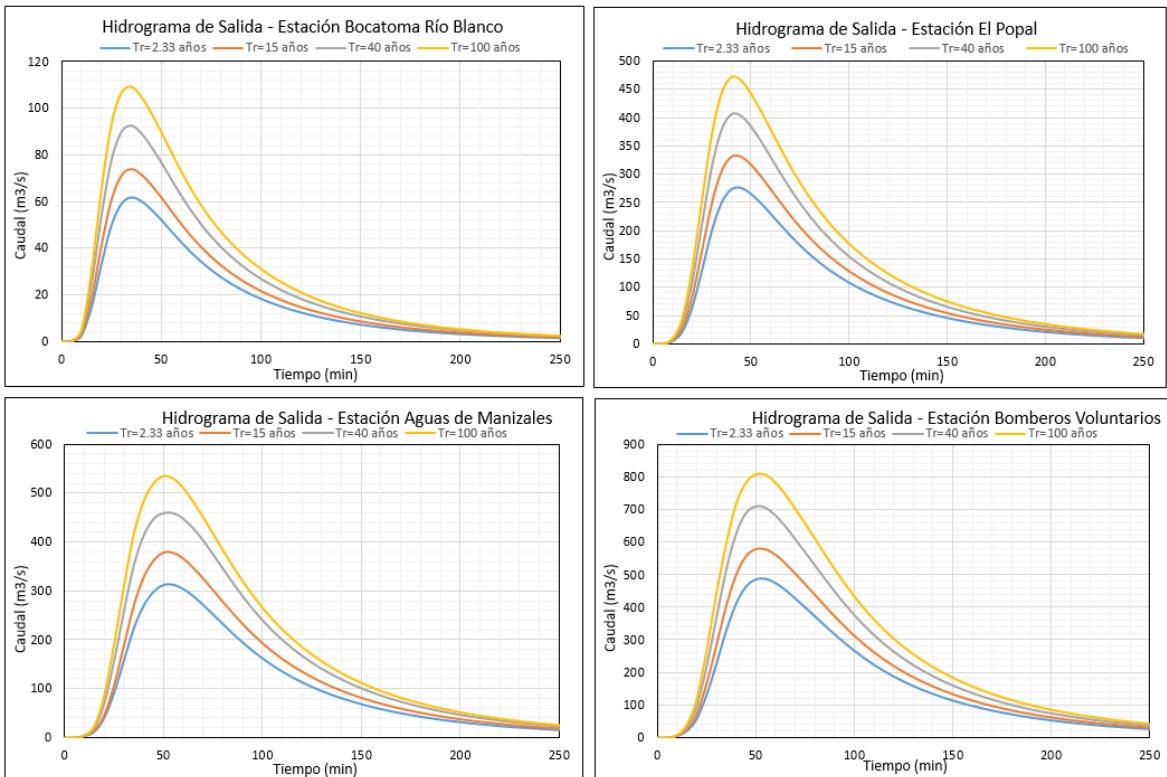 Hidrograma de Salida - Estación Bocatoma Río Blanco
Tr=2.33 años Tr=15 años Tr=40 años Tr=100 años
Caudal (m3/s)
120
100
80
60
40
20
0
0 50 100 150 200 250
Tiempo (min)
Hidrograma de Salida - Estación El Popal
Tr=2.33 años Tr=15 años Tr=40 años Tr=100 años
Caudal (m3/s)
500
450
400
350
300
250
200
150
100
50
0
0 50 100 150 200 250
Tiempo (min)
Hidrograma de Salida - Estación Aguas de Manizales
Tr=2.33 años Tr=15 años Tr=40 años Tr=100 años
Caudal (m3/s)
600
500
400
300
200
100
0
0 50 100 150 200 250
Tiempo (min)
Hidrograma de Salida - Estación Bomberos Voluntarios
Tr=2.33 años Tr=15 años Tr=40 años Tr=100 años
Caudal (m3/s)
900
800
700
600
500
400
300
200
100
0
0 50 100 150 200 250
Tiempo (min)